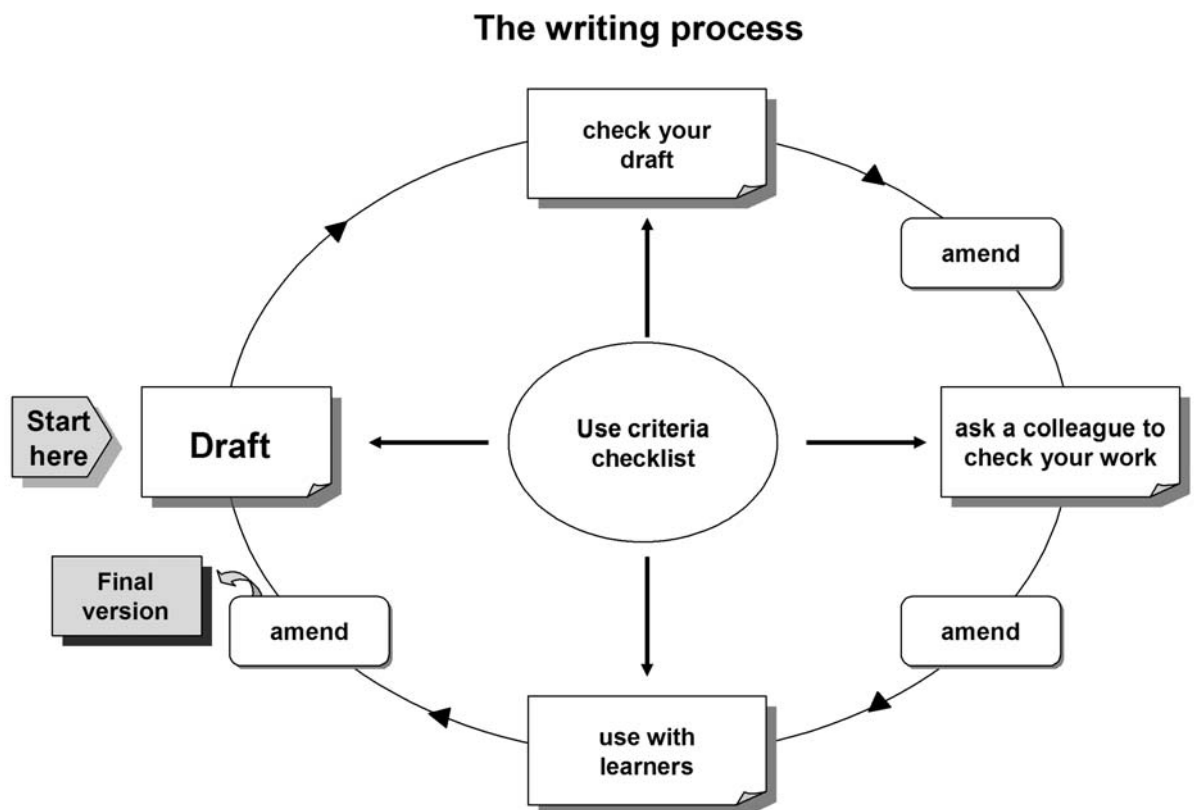 The writing process
check your
draft
amend
Start
here
Draft
Use criteria
checklist
ask a colleague to
check your work
Final
version
amend
amend
use with
learners